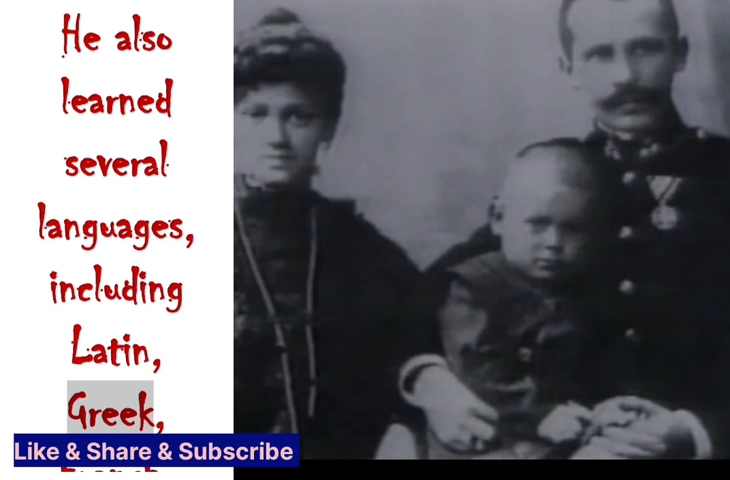 He also
learned
several
languages,
including
Latin,
Greek,
Like & Share & Subscribe